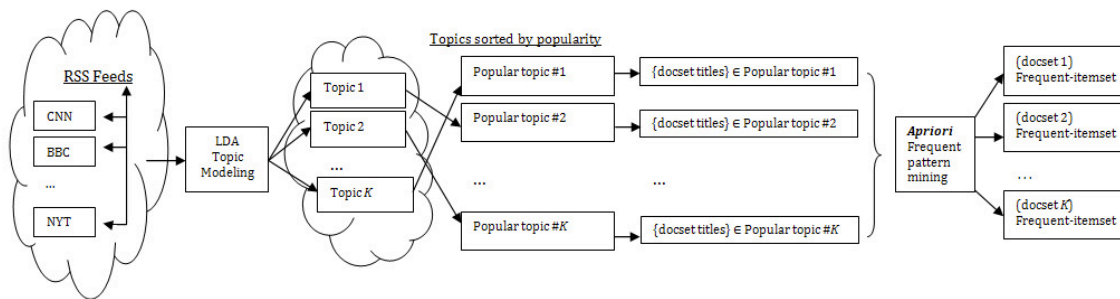 RSS Feeds
CNN
BBC
...
NYT
LDA
Topic
Modeling
Topic 1
Topic 2
...
Topic K
Topics sorted by popularity
Popular topic #1
Popular topic #2
...
Popular topic #K
{docset titles} ∈ Popular topic #1
{docset titles} ∈ Popular topic #2
...
{docset titles} ∈ Popular topic #K
Apriori
Frequent
pattern
mining
(docset 1)
Frequent-itemset
(docset 2)
Frequent-itemset
...
(docset K)
Frequent-itemset